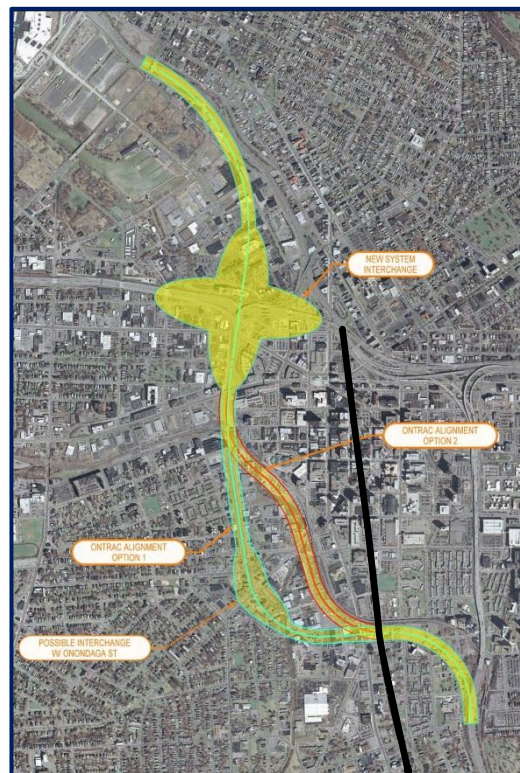 NEW SYSTEM
INTERCHANGE
ONTRAC ALIGNMENT
OPTION 2
ONTRAC ALIGNMENT
OPTION 1
POSSIBLE INTERCHANGE
W/ ONONDAGA ST